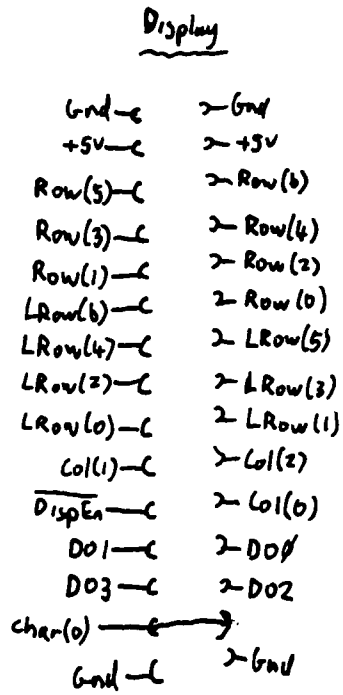 Display
Gnd Gnd
+5V +5V
Row(5) Row(6)
Row(3) Row(4)
Row(1) Row(2)
LRow(6) Row(0)
LRow(4) LRow(5)
LRow(2) LRow(3)
LRow(0) LRow(1)
Col(1) Col(2)
DispEn Col(0)
DO1 DO0
DO3 DO2
char(0)
Gnd Gnd